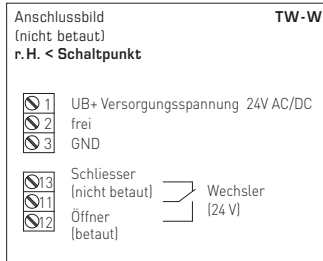 Anschlussbild TW-W
(nicht betaut)
r.H. < Schaltpunkt
1 UB+ Versorgungsspannung 24V AC/DC
2 frei
3 GND
13 Schliesser
(nicht betaut)
11
Wechsler
(24 V)
12 Öffner
(betaut)